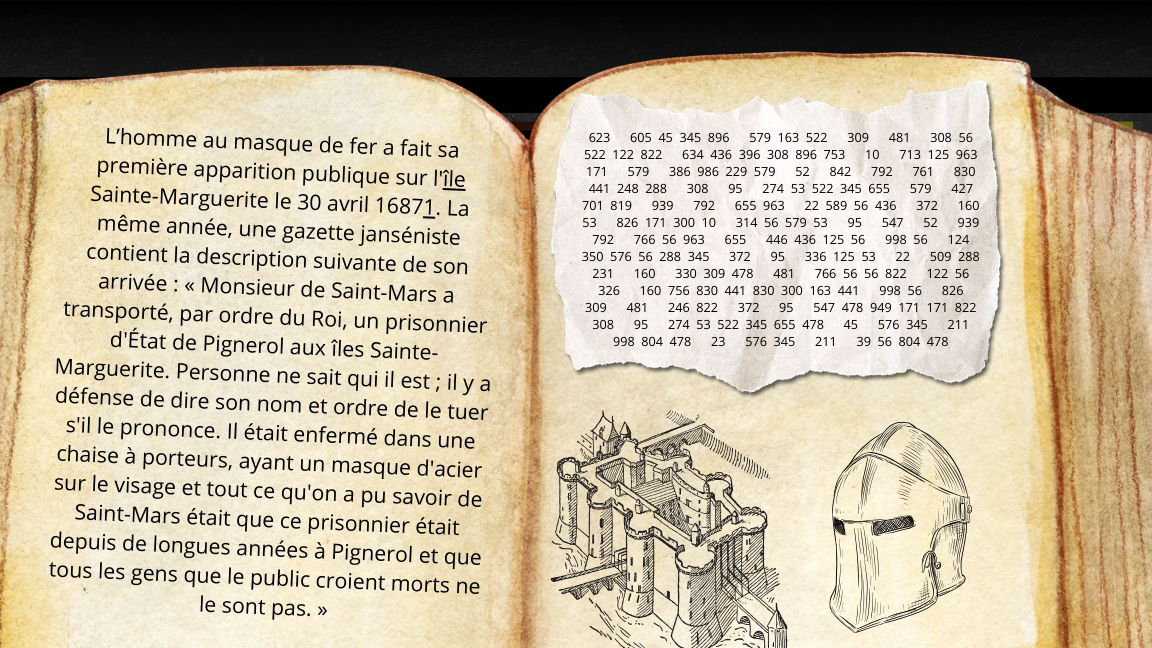 L'homme au masque de fer a fait sa
première apparition publique sur l'île
Sainte-Marguerite le 30 avril 16871. La
même année, une gazette janséniste
contient la description suivante de son
arrivée : « Monsieur de Saint-Mars a
transporté, par ordre du Roi, un prisonnier
d'État de Pignerol aux îles Sainte-
Marguerite. Personne ne sait qui il est ; il y a
défense de dire son nom et ordre de le tuer
s'il le prononce. Il était enfermé dans une
chaise à porteurs, ayant un masque d'acier
sur le visage et tout ce qu'on a pu savoir de
Saint-Mars était que ce prisonnier était
depuis de longues années à Pignerol et que
tous les gens que le public croient morts ne
le sont pas. »
623 605 45 345 896 579 163 522 309 481 308 56
522 122 822 634 436 396 308 896 753 10 713 125 963
171 579 386 986 229 579 52 842 792 761 830
441 248 288 308 95 274 53 522 345 655 579 427
701 819 939 792 655 963 22 589 56 436 372 160
53 826 171 300 10 314 56 579 53 95 547 52 939
792 766 56 963 655 446 436 125 56 998 56 124
350 576 56 288 345 372 95 336 125 53 22 509 288
231 160 330 309 478 481 766 56 56 822 122 56
326 160 756 830 441 830 300 163 441 998 56 826
309 481 246 822 372 95 547 478 949 171 171 822
308 95 274 53 522 345 655 478 45 576 345 211
998 804 478 23 576 345 211 39 56 804 478